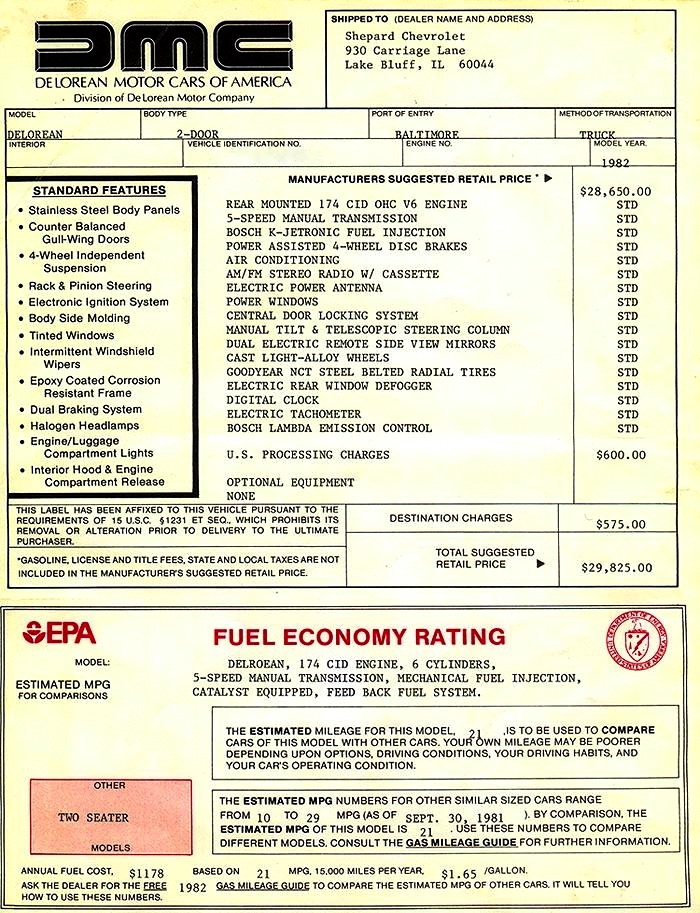 dmc
SHIPPED TO (DEALER NAME AND ADDRESS)
Shepard Chevrolet
930 Carriage Lane
Lake Bluff, IL 60044
DE LOREAN MOTOR CARS OF AMERICA
Division of De Lorean Motor Company
MODEL BODY TYPE PORT OF ENTRY METHOD OF TRANSPORTATION
DELOREAN 2-DOOR BALTIMORE TRUCK
INTERIOR VEHICLE IDENTIFICATION NO. ENGINE NO. MODEL YEAR.
1982
STANDARD FEATURES
• Stainless Steel Body Panels
• Counter Balanced
Gull-Wing Doors
• 4-Wheel Independent
Suspension
• Rack & Pinion Steering
• Electronic Ignition System
• Body Side Molding
• Tinted Windows
• Intermittent Windshield
Wipers
• Epoxy Coated Corrosion
Resistant Frame
• Dual Braking System
• Halogen Headlamps
• Engine/Luggage
Compartment Lights
• Interior Hood & Engine
Compartment Release
MANUFACTURERS SUGGESTED RETAIL PRICE * ▶ $28,650.00
REAR MOUNTED 174 CID OHC V6 ENGINE STD
5-SPEED MANUAL TRANSMISSION STD
BOSCH K-JETRONIC FUEL INJECTION STD
POWER ASSISTED 4-WHEEL DISC BRAKES STD
AIR CONDITIONING STD
AM/FM STEREO RADIO W/ CASSETTE STD
ELECTRIC POWER ANTENNA STD
POWER WINDOWS STD
CENTRAL DOOR LOCKING SYSTEM STD
MANUAL TILT & TELESCOPIC STEERING COLUMN STD
DUAL ELECTRIC REMOTE SIDE VIEW MIRRORS STD
CAST LIGHT-ALLOY WHEELS STD
GOODYEAR NCT STEEL BELTED RADIAL TIRES STD
ELECTRIC REAR WINDOW DEFOGGER STD
DIGITAL CLOCK STD
ELECTRIC TACHOMETER STD
BOSCH LAMBDA EMISSION CONTROL STD
U.S. PROCESSING CHARGES $600.00
OPTIONAL EQUIPMENT
NONE
THIS LABEL HAS BEEN AFFIXED TO THIS VEHICLE PURSUANT TO THE
REQUIREMENTS OF 15 U.S.C. §1231 ET SEQ., WHICH PROHIBITS ITS
REMOVAL OR ALTERATION PRIOR TO DELIVERY TO THE ULTIMATE
PURCHASER.
*GASOLINE, LICENSE AND TITLE FEES, STATE AND LOCAL TAXES ARE NOT
INCLUDED IN THE MANUFACTURER'S SUGGESTED RETAIL PRICE.
DESTINATION CHARGES $575.00
TOTAL SUGGESTED
RETAIL PRICE ▶ $29,825.00
EPA
FUEL ECONOMY RATING
DEPARTMENT OF ENERGY
UNITED STATES OF AMERICA
MODEL: DELROEAN, 174 CID ENGINE, 6 CYLINDERS,
5-SPEED MANUAL TRANSMISSION, MECHANICAL FUEL INJECTION,
CATALYST EQUIPPED, FEED BACK FUEL SYSTEM.
ESTIMATED MPG
FOR COMPARISONS
THE ESTIMATED MILEAGE FOR THIS MODEL, 21 ,IS TO BE USED TO COMPARE
CARS OF THIS MODEL WITH OTHER CARS. YOUR OWN MILEAGE MAY BE POORER
DEPENDING UPON OPTIONS, DRIVING CONDITIONS, YOUR DRIVING HABITS, AND
YOUR CAR'S OPERATING CONDITION.
OTHER
TWO SEATER
MODELS
THE ESTIMATED MPG NUMBERS FOR OTHER SIMILAR SIZED CARS RANGE
FROM 10 TO 29 MPG (AS OF SEPT. 30, 1981 ). BY COMPARISON, THE
ESTIMATED MPG OF THIS MODEL IS 21 . USE THESE NUMBERS TO COMPARE
DIFFERENT MODELS. CONSULT THE GAS MILEAGE GUIDE FOR FURTHER INFORMATION.
ANNUAL FUEL COST, $1178 BASED ON 21 MPG, 15,000 MILES PER YEAR, $1.65 /GALLON.
ASK THE DEALER FOR THE FREE 1982 GAS MILEAGE GUIDE TO COMPARE THE ESTIMATED MPG OF OTHER CARS. IT WILL TELL YOU
HOW TO USE THESE NUMBERS.